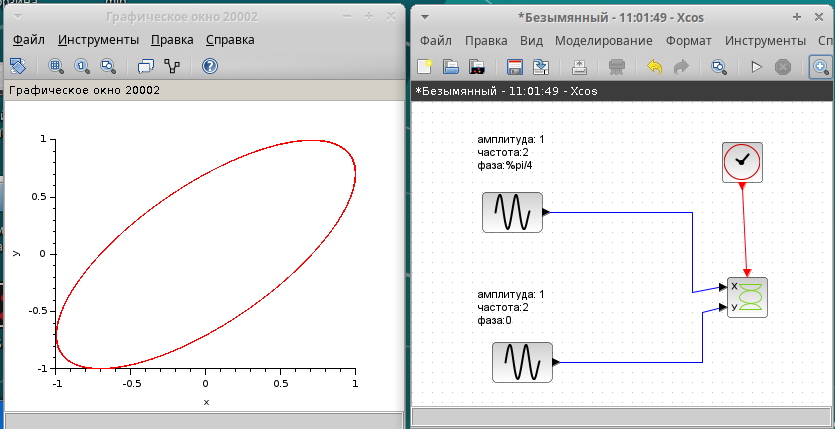 Графическое окно 20002
Файл Инструменты Правка Справка
Графическое окно 20002
1
0.5
0
-0.5
-1
y
-1 -0.5 0 0.5 1
x
*Безымянный - 11:01:49 - Xcos
Файл Правка Вид Моделирование Формат Инструменты Сп
*Безымянный - 11:01:49 - Xcos
амплитуда: 1
частота:2
фаза:%pi/4
амплитуда: 1
частота:2
фаза:0
X
y